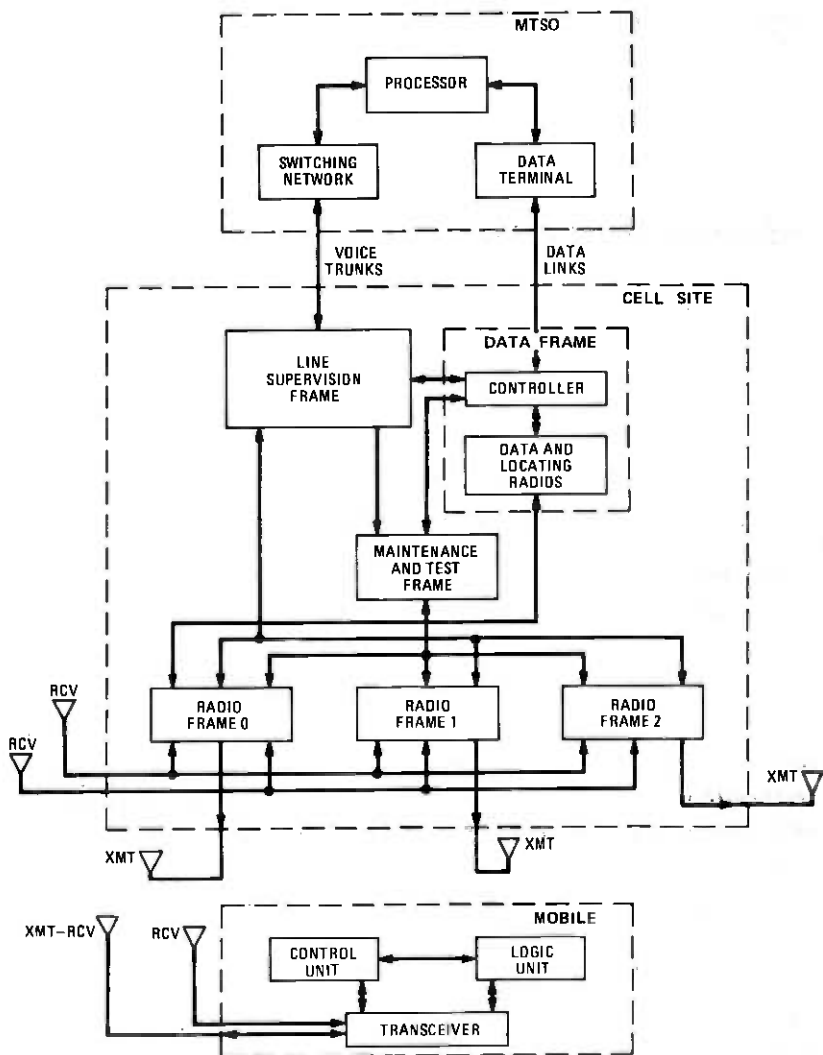 MTSO
PROCESSOR
SWITCHING
NETWORK
DATA
TERMINAL
VOICE
TRUNKS
DATA
LINKS
CELL SITE
DATA FRAME
LINE
SUPERVISION
FRAME
CONTROLLER
DATA AND
LOCATING
RADIOS
MAINTENANCE
AND TEST
FRAME
RCV
RADIO
FRAME 0
RADIO
FRAME 1
RADIO
FRAME 2
RCV
XMT
XMT
XMT
MOBILE
XMT-RCV
RCV
CONTROL
UNIT
LOGIC
UNIT
TRANSCEIVER